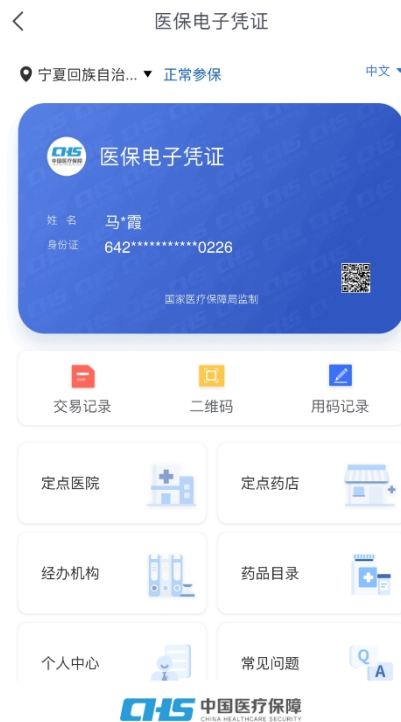 医保电子凭证
宁夏回族自治... 正常参保 中文
CHS 中国医疗保障 医保电子凭证
姓 名 马*霞
身份证 642***********0226
国家医疗保障局监制
交易记录 二维码 用码记录
定点医院 定点药店
经办机构 药品目录
个人中心 常见问题 Q A
CHS 中国医疗保障
CHINA HEALTHCARE SECURITY